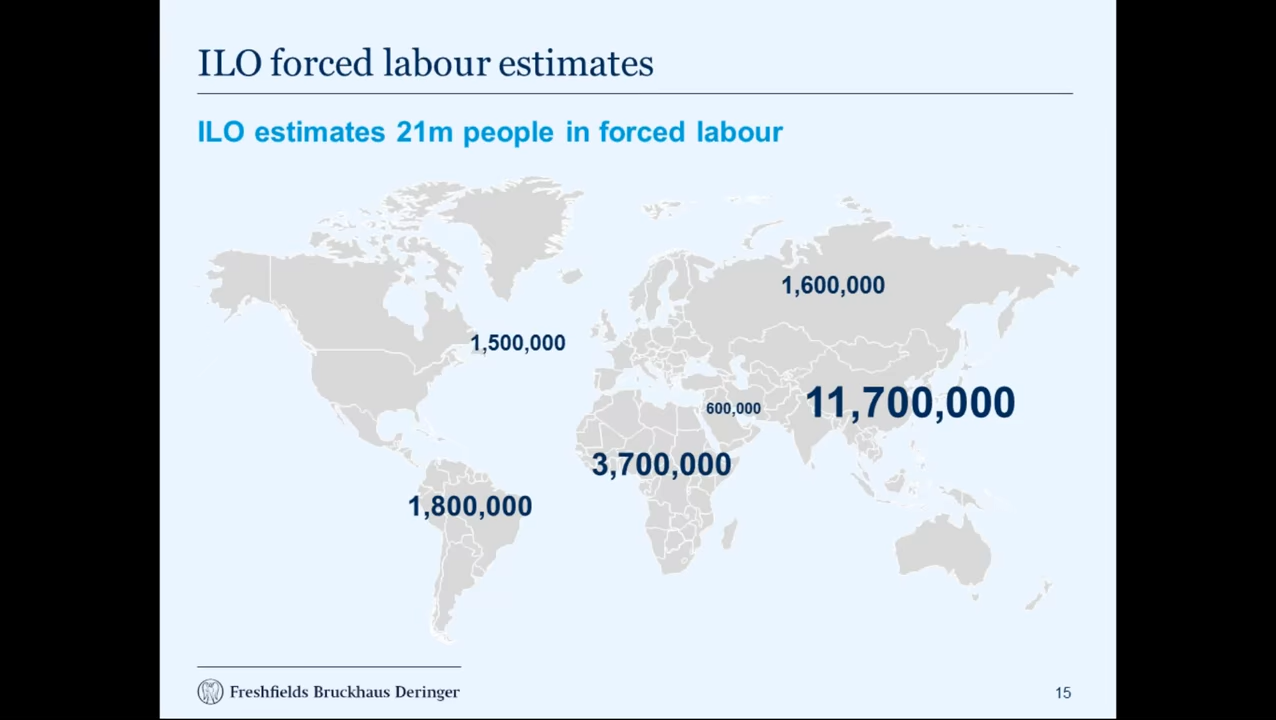 ILO forced labour estimates
ILO estimates 21m people in forced labour
1,600,000
1,500,000
11,700,000
600,000
3,700,000
1,800,000
Freshfields Bruckhaus Deringer
15